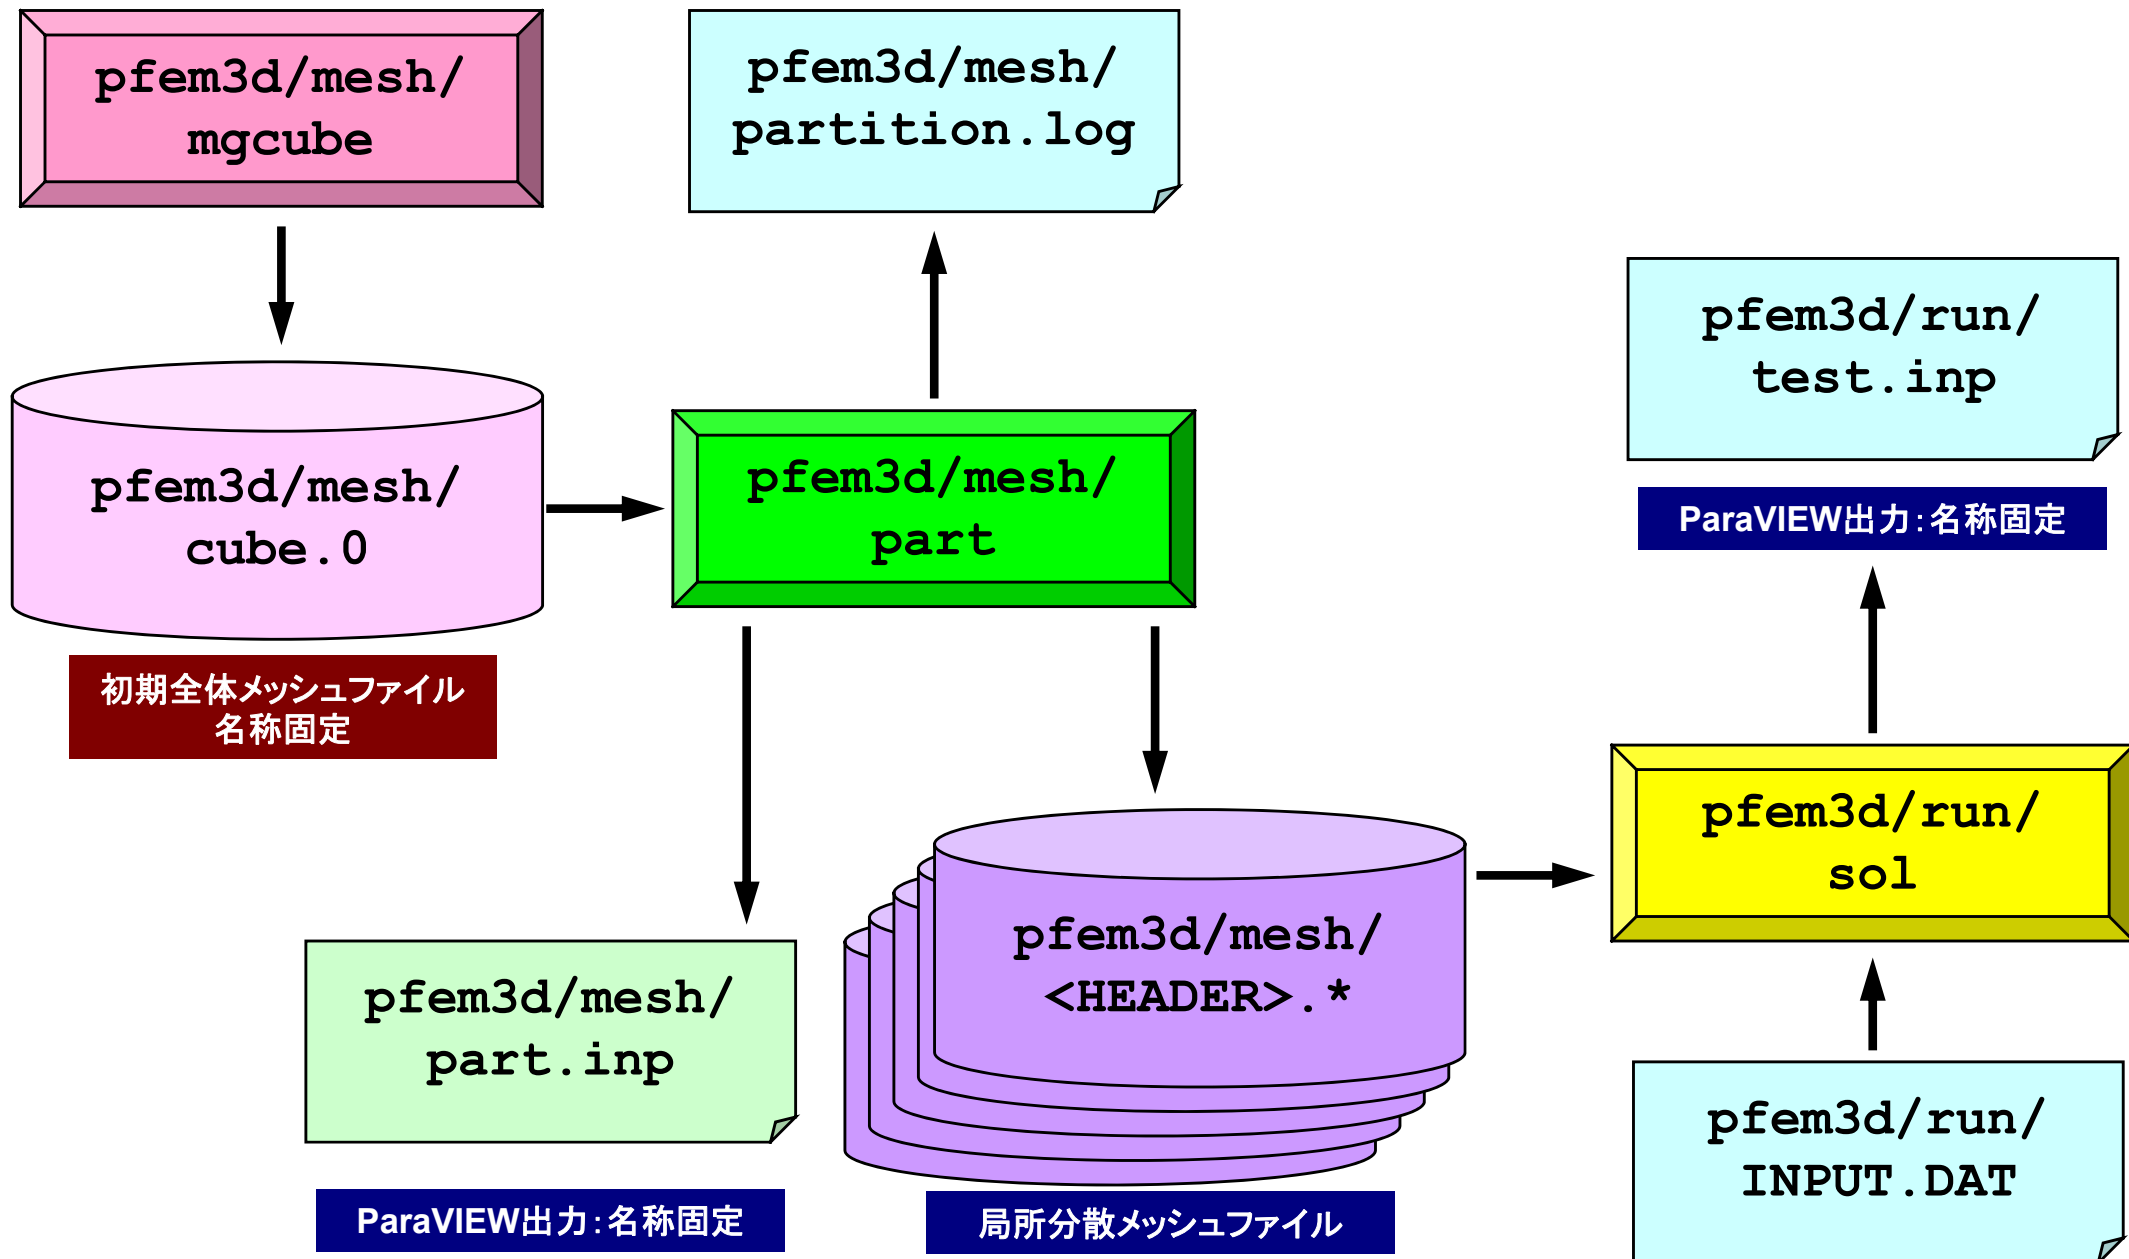 pfem3d/mesh/
mgcube
pfem3d/mesh/
partition.log
pfem3d/run/
test.inp
ParaVIEW出力：名称固定
pfem3d/mesh/
cube.0
初期全体メッシュファイル
名称固定
pfem3d/mesh/
part
pfem3d/run/
sol
pfem3d/mesh/
<HEADER>.*
局所分散メッシュファイル
pfem3d/mesh/
part.inp
ParaVIEW出力：名称固定
pfem3d/run/
INPUT.DAT